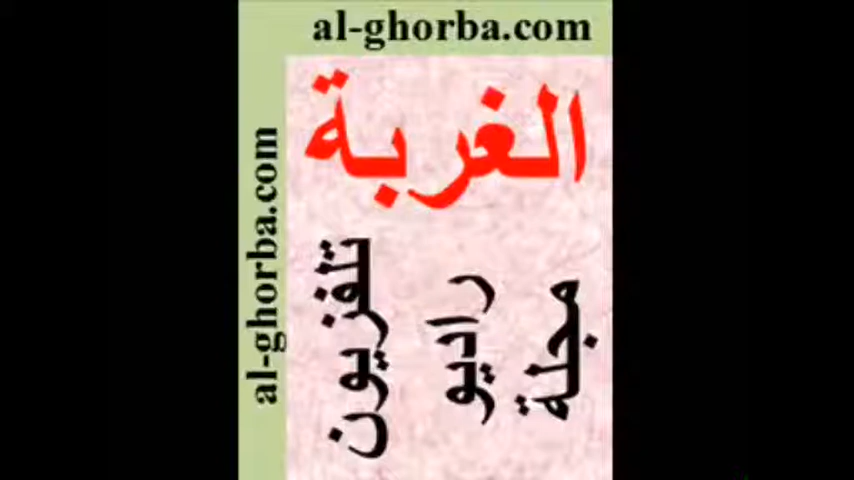 al-ghorba.com
al-ghorba.com
الغربة
مجلة
راديو
تلفزيون